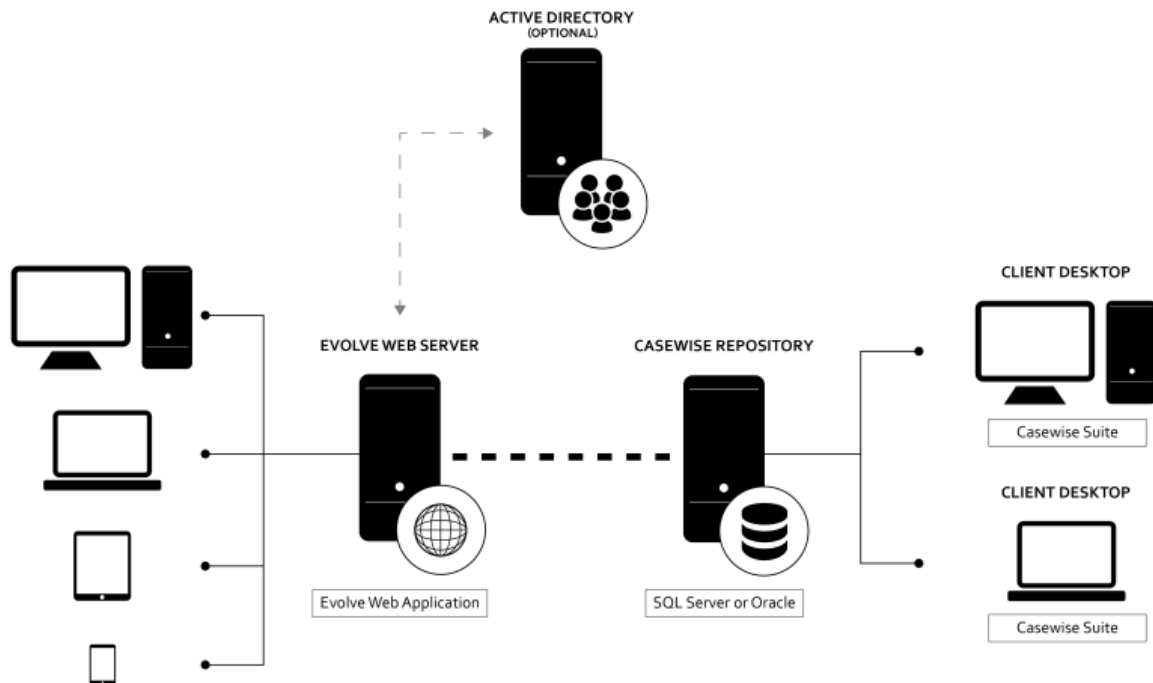 ACTIVE DIRECTORY
(OPTIONAL)
CLIENT DESKTOP
EVOLVE WEB SERVER
CASEWISE REPOSITORY
Casewise Suite
CLIENT DESKTOP
Evolve Web Application
SQL Server or Oracle
Casewise Suite